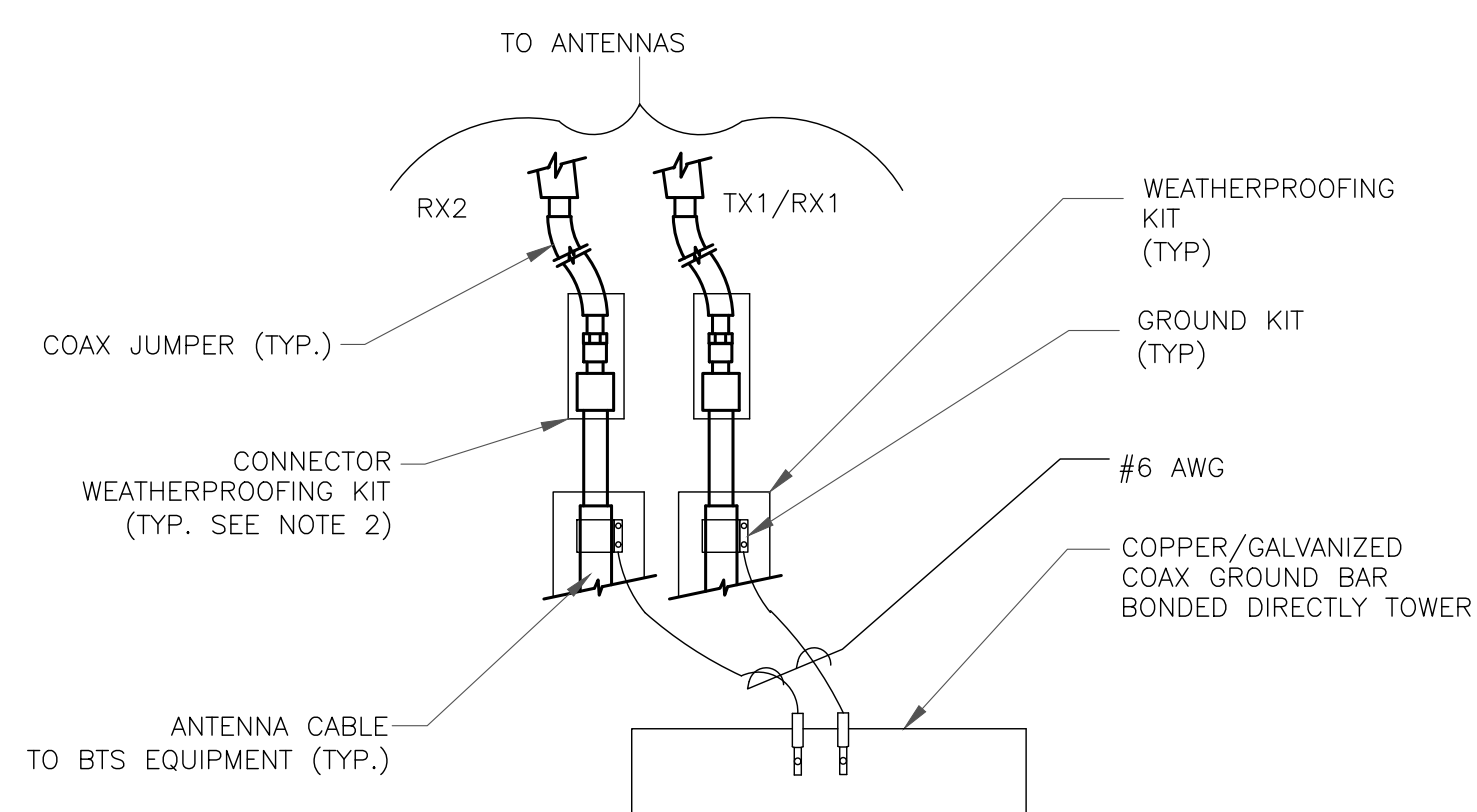 TO ANTENNAS
RX2
TX1/RX1
WEATHERPROOFING
KIT
(TYP)
GROUND KIT
(TYP)
COAX JUMPER (TYP.)
CONNECTOR
WEATHERPROOFING KIT
(TYP. SEE NOTE 2)
#6 AWG
COPPER/GALVANIZED
COAX GROUND BAR
BONDED DIRECTLY TOWER
ANTENNA CABLE
TO BTS EQUIPMENT (TYP.)